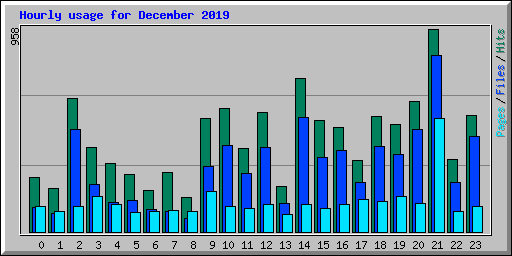 Hourly usage for December 2019
958
Pages / Files / Hits
0 1 2 3 4 5 6 7 8 9 10 11 12 13 14 15 16 17 18 19 20 21 22 23